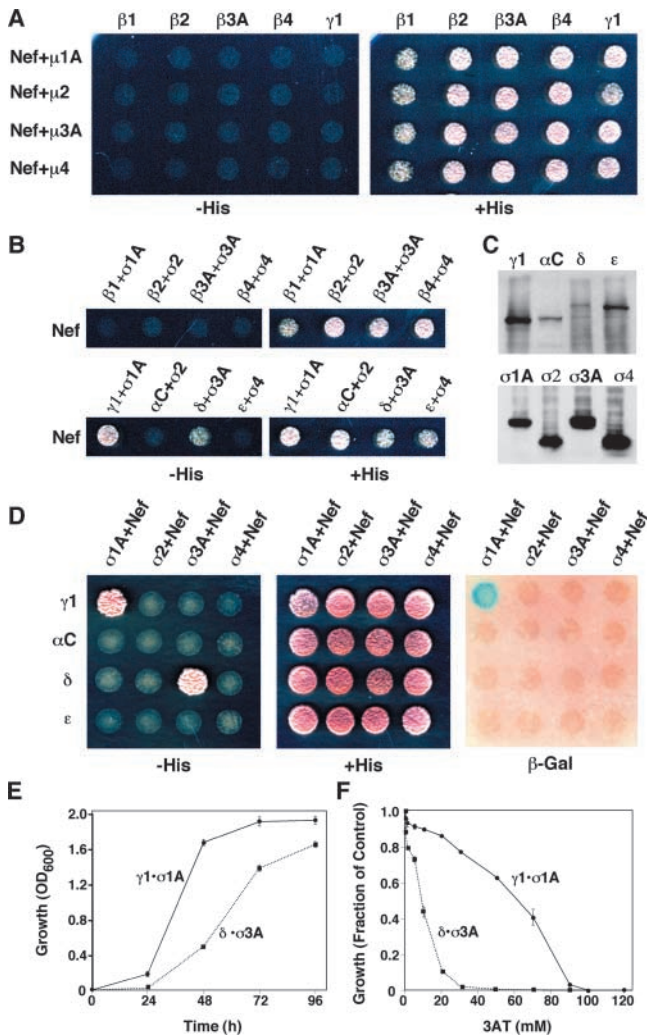 A
β1 β2 β3A β4 γ1 β1 β2 β3A β4 γ1
Nef+μ1A
Nef+μ2
Nef+μ3A
Nef+μ4
-His +His
B
β1+σ1A β2+σ2 β3A+σ3A β4+σ4 β1+σ1A β2+σ2 β3A+σ3A β4+σ4
Nef
γ1+σ1A αC+σ2 δ+σ3A ε+σ4 γ1+σ1A αC+σ2 δ+σ3A ε+σ4
Nef
-His +His
C
γ1 αC δ ε
σ1A σ2 σ3A σ4
D
σ1A+Nef σ2+Nef σ3A+Nef σ4+Nef σ1A+Nef σ2+Nef σ3A+Nef σ4+Nef σ1A+Nef σ2+Nef σ3A+Nef σ4+Nef
γ1
αC
δ
ε
-His +His β-Gal
E
Growth (OD600)
2.0
1.6
1.2
0.8
0.4
0
γ1•σ1A
δ•σ3A
0 24 48 72 96
Time (h)
F
Growth (Fraction of Control)
1.0
0.8
0.6
0.4
0.2
0
γ1•σ1A
δ•σ3A
0 20 40 60 80 100 120
3AT (mM)